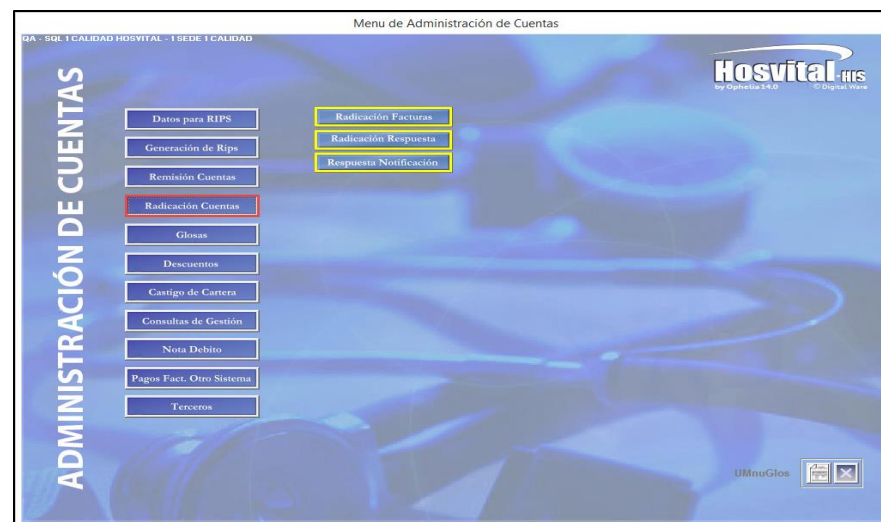 Menu de Administración de Cuentas
QA - SQL 1 CALIDAD HOSVITAL - 1 SEDE 1 CALIDAD
Hosvital-HIS
by Ophelia 14.0 © Digital Ware
ADMINISTRACIÓN DE CUENTAS
Datos para RIPS
Generación de Rips
Remisión Cuentas
Radicación Cuentas
Glosas
Descuentos
Castigo de Cartera
Consultas de Gestión
Nota Debito
Pagos Fact. Otro Sistema
Terceros
Radicación Facturas
Radicación Respuesta
Respuesta Notificación
UMnuGlos